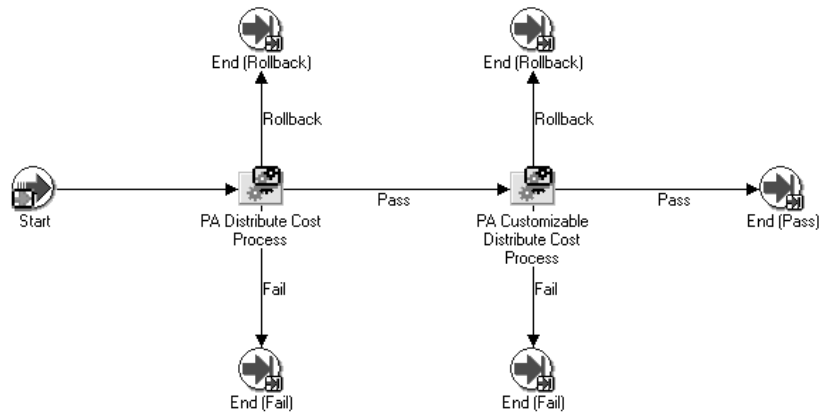 End (Rollback)
End (Rollback)
Rollback
Rollback
Start
PA Distribute Cost
Process
Pass
PA Customizable
Distribute Cost
Process
Pass
End (Pass)
Fail
Fail
End (Fail)
End (Fail)